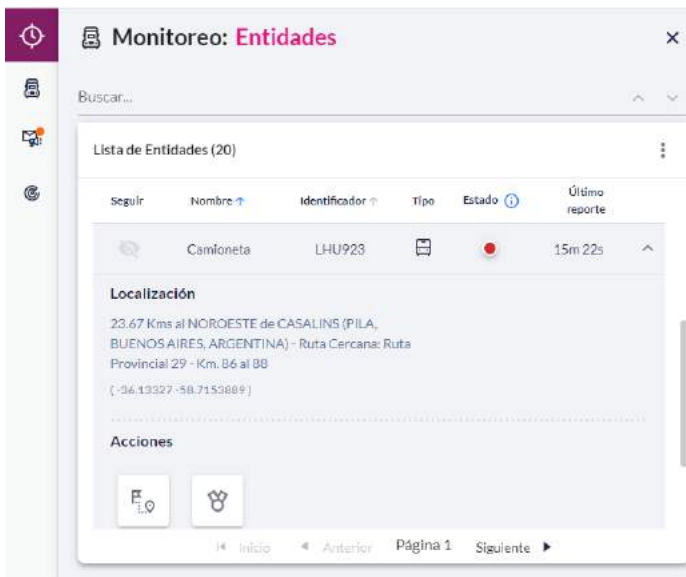 Monitoreo: Entidades
Buscar...
Lista de Entidades (20)
Seguir Nombre Identificador Tipo Estado Último reporte
Camioneta LHU923 15m 22s
Localización
23.67 Kms al NOROESTE de CASALINS (PILA,
BUENOS AIRES, ARGENTINA) - Ruta Cercana: Ruta
Provincial 29 - Km. 86 al 88
( -36.13327 -58.7153889 )
Acciones
Inicio Anterior Página 1 Siguiente